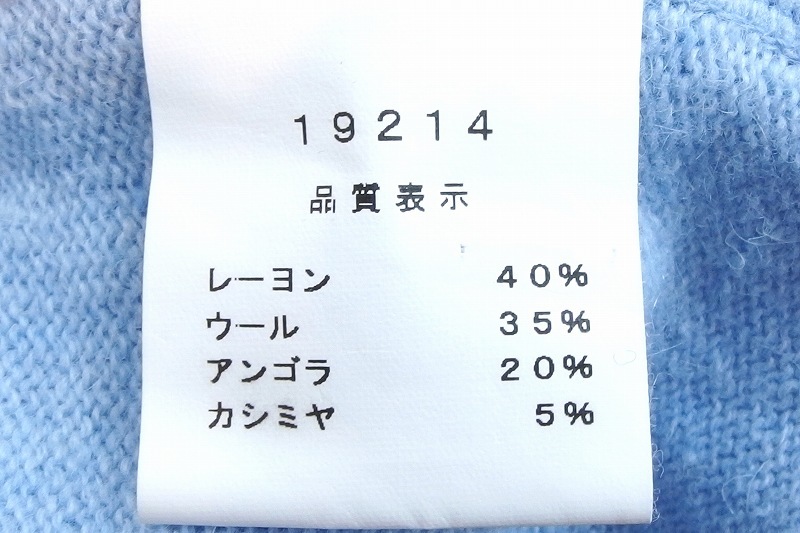 19214
品質表示
レーヨン 40%
ウール 35%
アンゴラ 20%
カシミヤ 5%